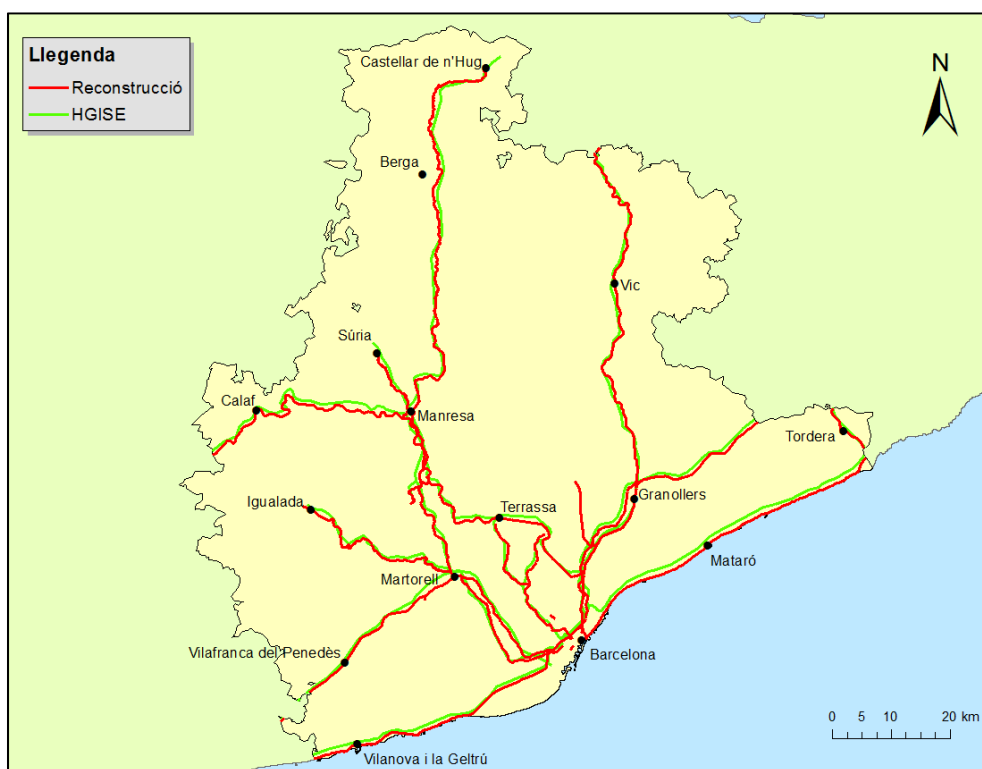 Llegenda
Reconstrucció
HGISE
Castellar de n'Hug
N
Berga
Vic
Súria
Calaf
Manresa
Tordera
Igualada
Terrassa
Granollers
Mataró
Martorell
Vilafranca del Penedès
Barcelona
0 5 10 20 km
Vilanova i la Geltrú